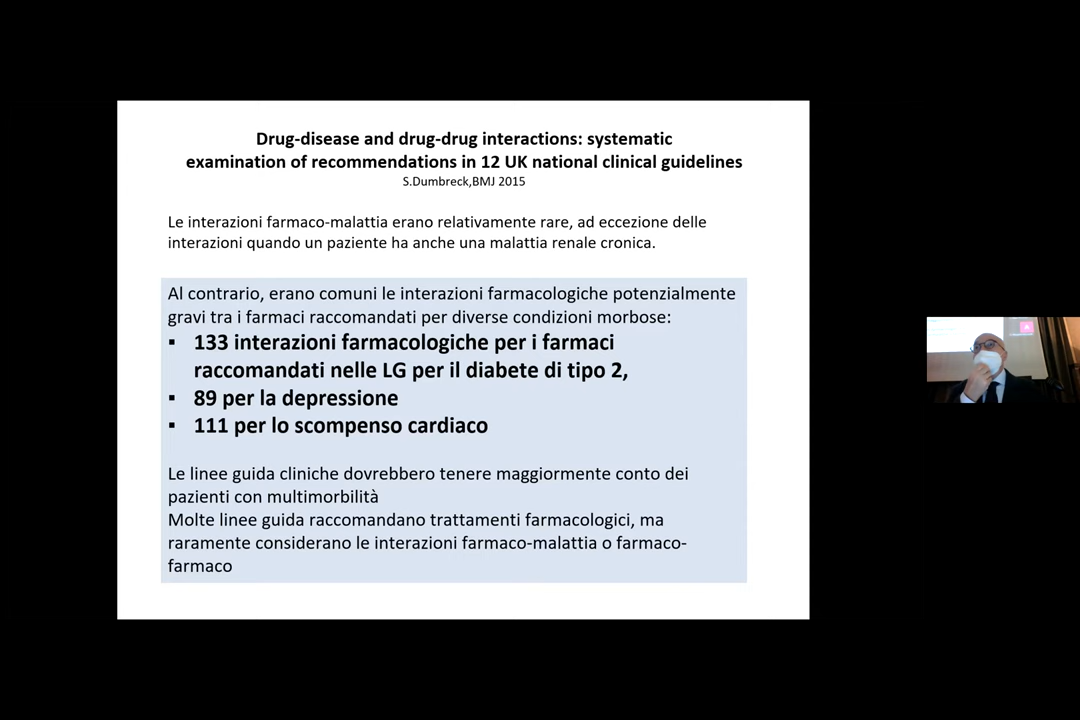 Drug-disease and drug-drug interactions: systematic
examination of recommendations in 12 UK national clinical guidelines
S.Dumbreck,BMJ 2015
Le interazioni farmaco-malattia erano relativamente rare, ad eccezione delle
interazioni quando un paziente ha anche una malattia renale cronica.
Al contrario, erano comuni le interazioni farmacologiche potenzialmente
gravi tra i farmaci raccomandati per diverse condizioni morbose:
▪ 133 interazioni farmacologiche per i farmaci
raccomandati nelle LG per il diabete di tipo 2,
▪ 89 per la depressione
▪ 111 per lo scompenso cardiaco
Le linee guida cliniche dovrebbero tenere maggiormente conto dei
pazienti con multimorbilità
Molte linee guida raccomandano trattamenti farmacologici, ma
raramente considerano le interazioni farmaco-malattia o farmaco-
farmaco